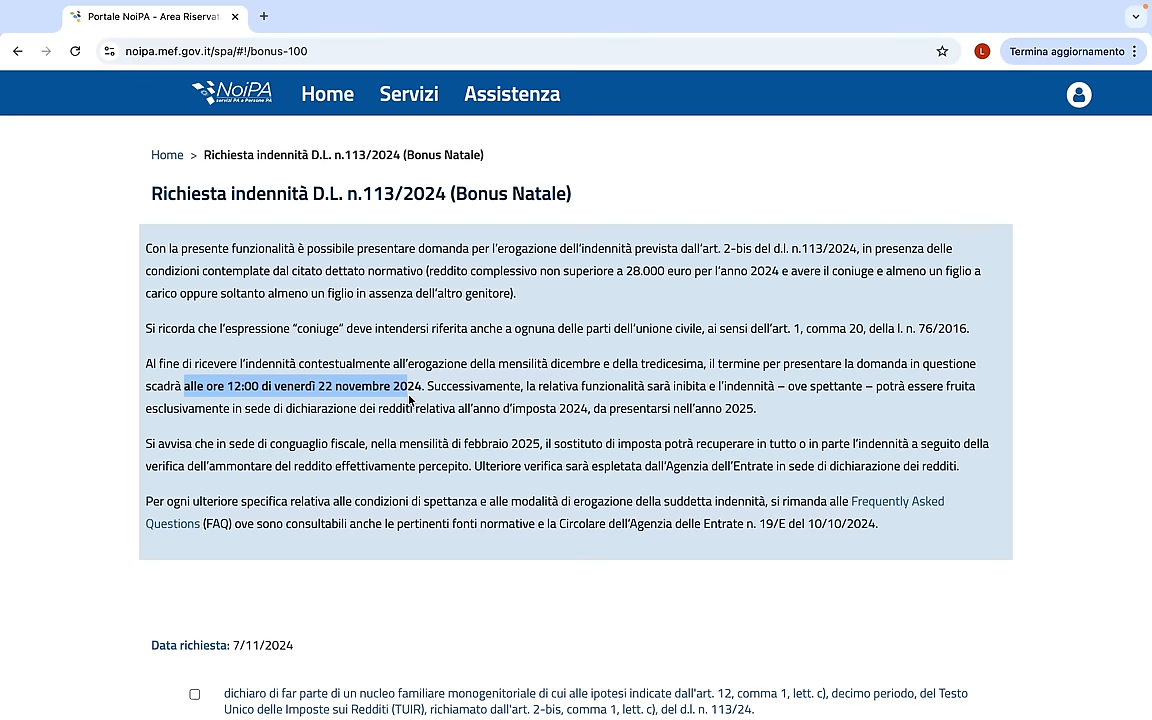 Portale NoiPA - Area Riservat
noipa.mef.gov.it/spa/#!/bonus-100
L
Termina aggiornamento
NoiPA
servizi PA a Persone PA
Home
Servizi
Assistenza
Home > Richiesta indennità D.L. n.113/2024 (Bonus Natale)
Richiesta indennità D.L. n.113/2024 (Bonus Natale)
Con la presente funzionalità è possibile presentare domanda per l'erogazione dell'indennità prevista dall'art. 2-bis del d.l. n.113/2024, in presenza delle
condizioni contemplate dal citato dettato normativo (reddito complessivo non superiore a 28.000 euro per l'anno 2024 e avere il coniuge e almeno un figlio a
carico oppure soltanto almeno un figlio in assenza dell'altro genitore).
Si ricorda che l'espressione "coniuge" deve intendersi riferita anche a ognuna delle parti dell'unione civile, ai sensi dell'art. 1, comma 20, della l. n. 76/2016.
Al fine di ricevere l'indennità contestualmente all'erogazione della mensilità dicembre e della tredicesima, il termine per presentare la domanda in questione
scadrà alle ore 12:00 di venerdì 22 novembre 2024. Successivamente, la relativa funzionalità sarà inibita e l'indennità – ove spettante – potrà essere fruita
esclusivamente in sede di dichiarazione dei redditi relativa all'anno d'imposta 2024, da presentarsi nell'anno 2025.
Si avvisa che in sede di conguaglio fiscale, nella mensilità di febbraio 2025, il sostituto di imposta potrà recuperare in tutto o in parte l'indennità a seguito della
verifica dell'ammontare del reddito effettivamente percepito. Ulteriore verifica sarà espletata dall'Agenzia dell'Entrate in sede di dichiarazione dei redditi.
Per ogni ulteriore specifica relativa alle condizioni di spettanza e alle modalità di erogazione della suddetta indennità, si rimanda alle Frequently Asked
Questions (FAQ) ove sono consultabili anche le pertinenti fonti normative e la Circolare dell'Agenzia delle Entrate n. 19/E del 10/10/2024.
Data richiesta: 7/11/2024
dichiaro di far parte di un nucleo familiare monogenitoriale di cui alle ipotesi indicate dall'art. 12, comma 1, lett. c), decimo periodo, del Testo
Unico delle Imposte sui Redditi (TUIR), richiamato dall'art. 2-bis, comma 1, lett. c), del d.l. n. 113/24.